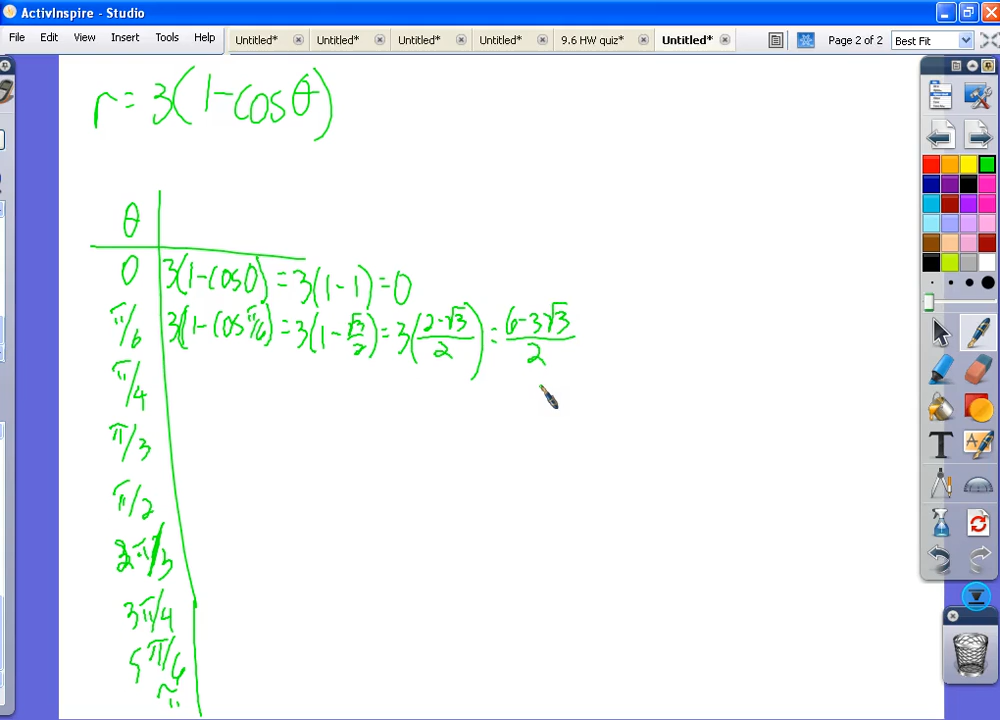 ActivInspire - Studio
File Edit View Insert Tools Help Untitled* Untitled* Untitled* Untitled* 9.6 HW quiz* Untitled* Page 2 of 2 Best Fit
r = 3(1-cosθ)
θ
0 3(1-cos0) = 3(1-1) = 0
π/6 3(1-cosπ/6) = 3(1-√3/2) = 3(2-√3/2) = 6-3√3/2
π/4
π/3
π/2
2π/3
3π/4
5π/6
π